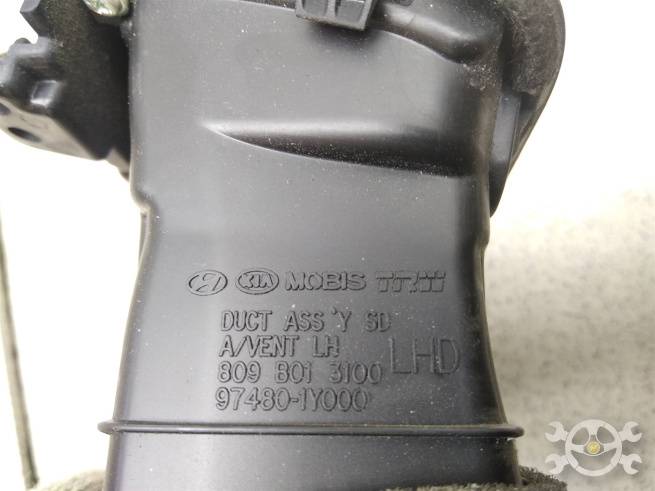 KIA MOBIS TRW
DUCT ASS'Y SD
A/VENT LH
809 B01 3100 LHD
97480-1Y000